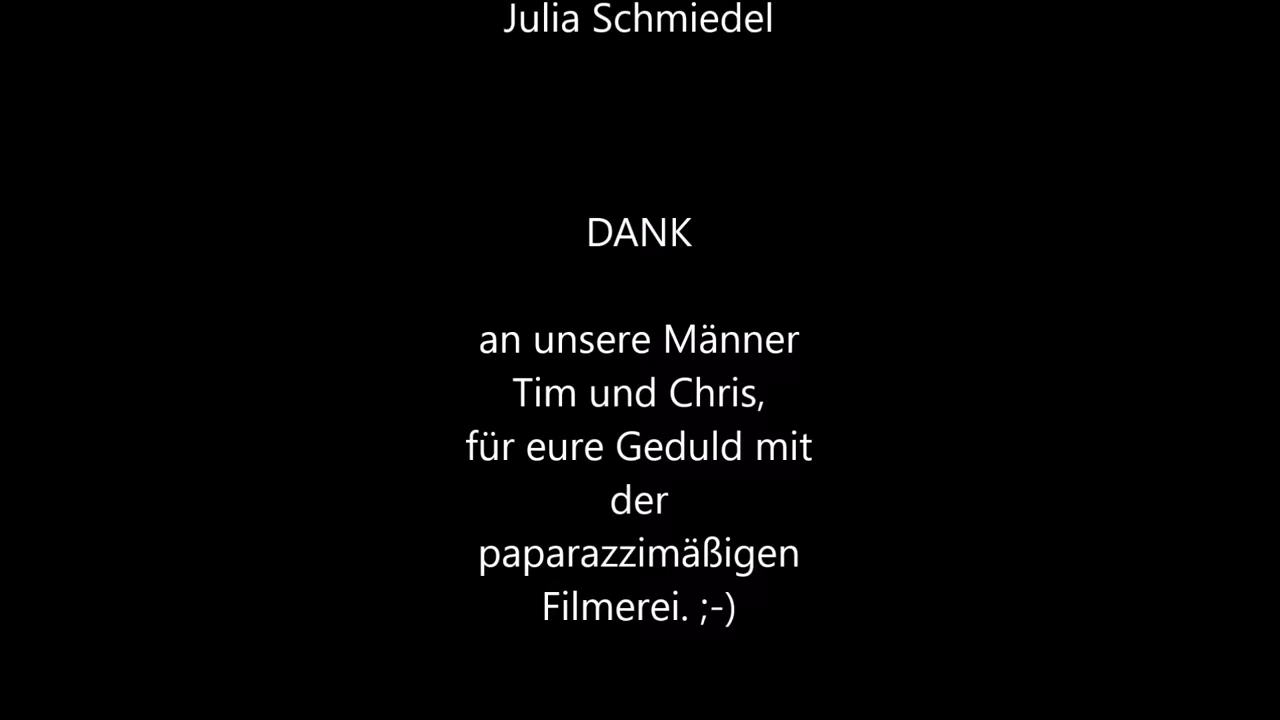 Julia Schmiedel
DANK
an unsere Männer
Tim und Chris,
für eure Geduld mit
der
paparazzimäßigen
Filmerei. ;-)